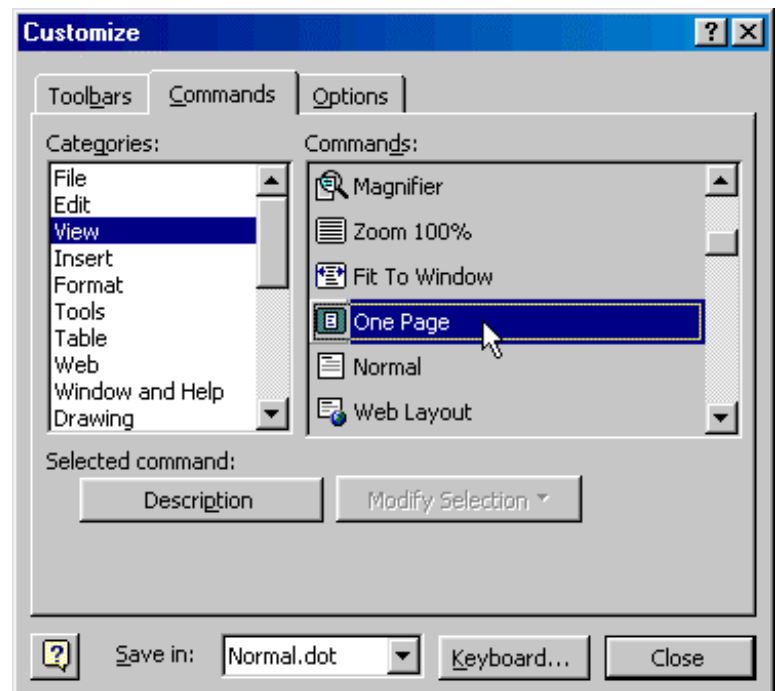 Customize
Toolbars Commands Options
Categories: Commands:
File
Edit
View
Insert
Format
Tools
Table
Web
Window and Help
Drawing
Magnifier
Zoom 100%
Fit To Window
One Page
Normal
Web Layout
Selected command:
Description Modify Selection
Save in: Normal.dot Keyboard... Close